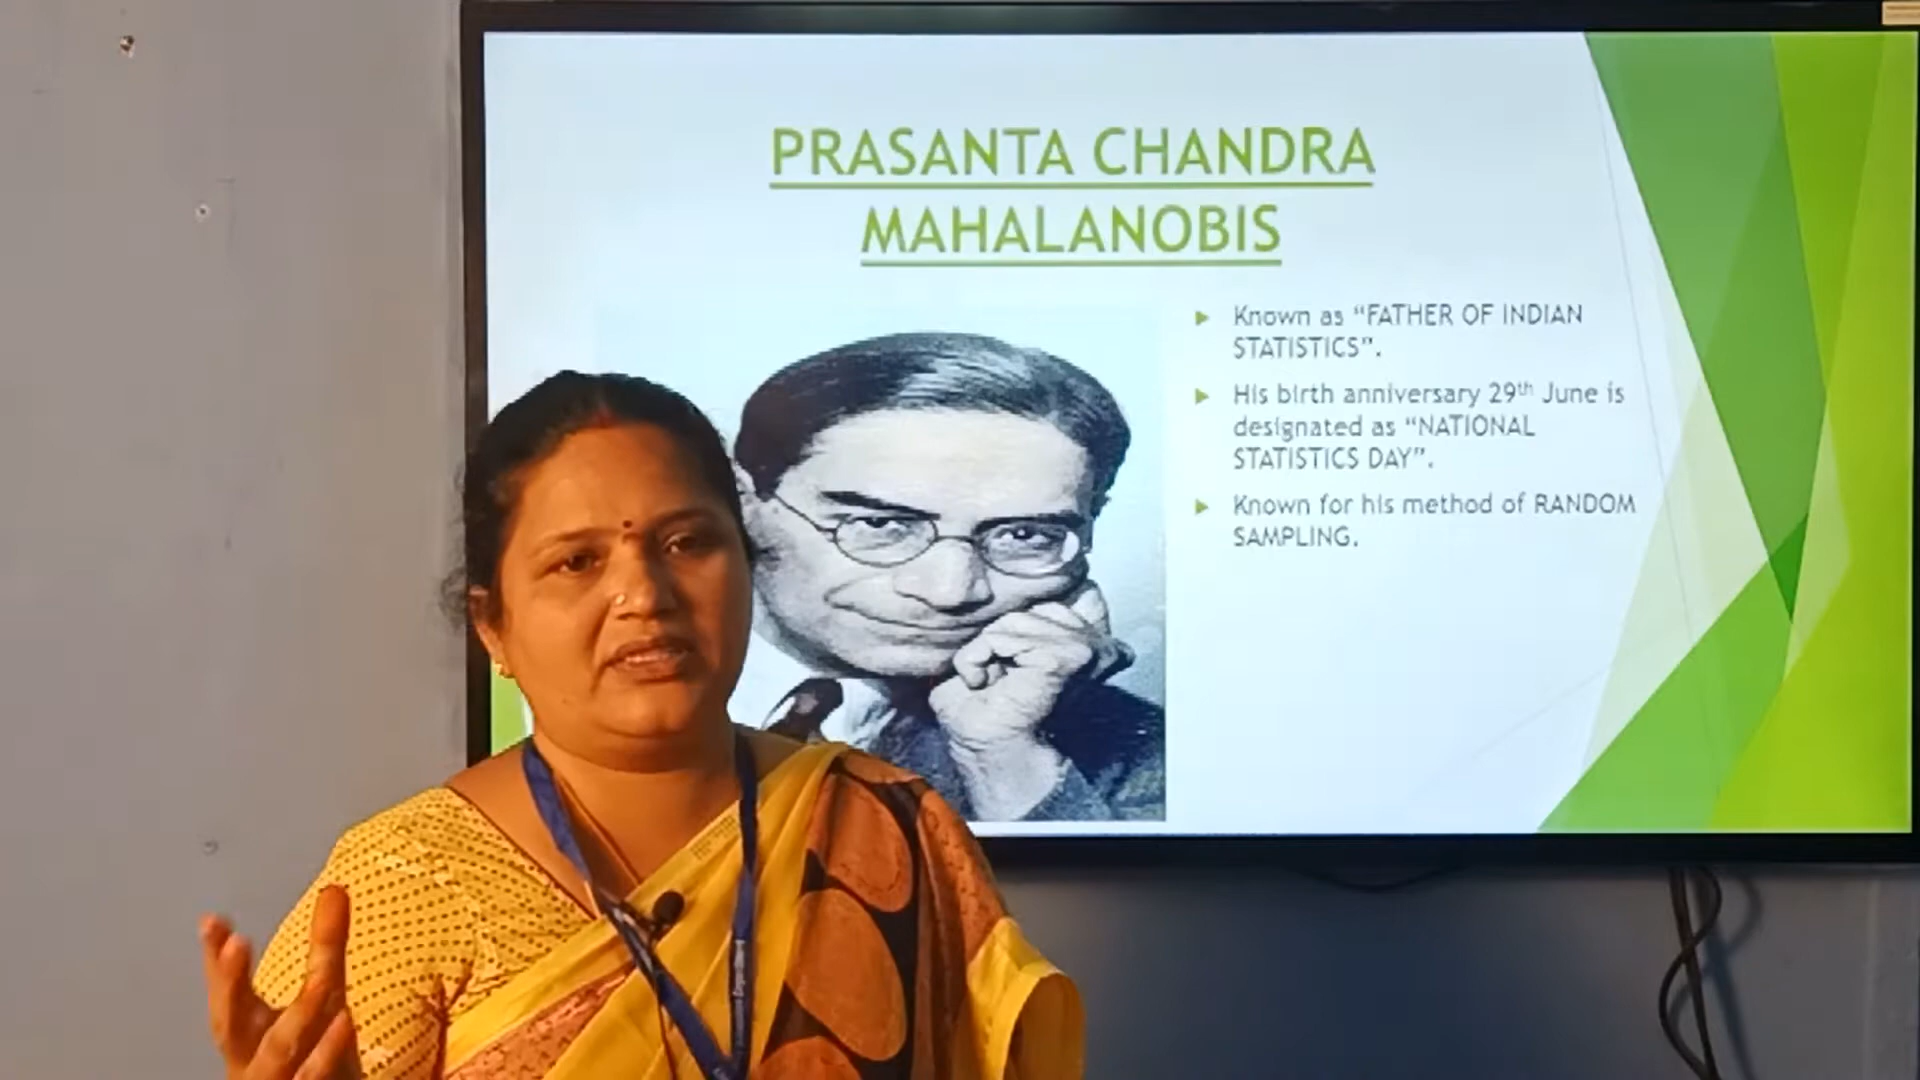 PRASANTA CHANDRA
MAHALANOBIS
Known as “FATHER OF INDIAN
STATISTICS”.
His birth anniversary 29th June is
designated as “NATIONAL
STATISTICS DAY”.
Known for his method of RANDOM
SAMPLING.